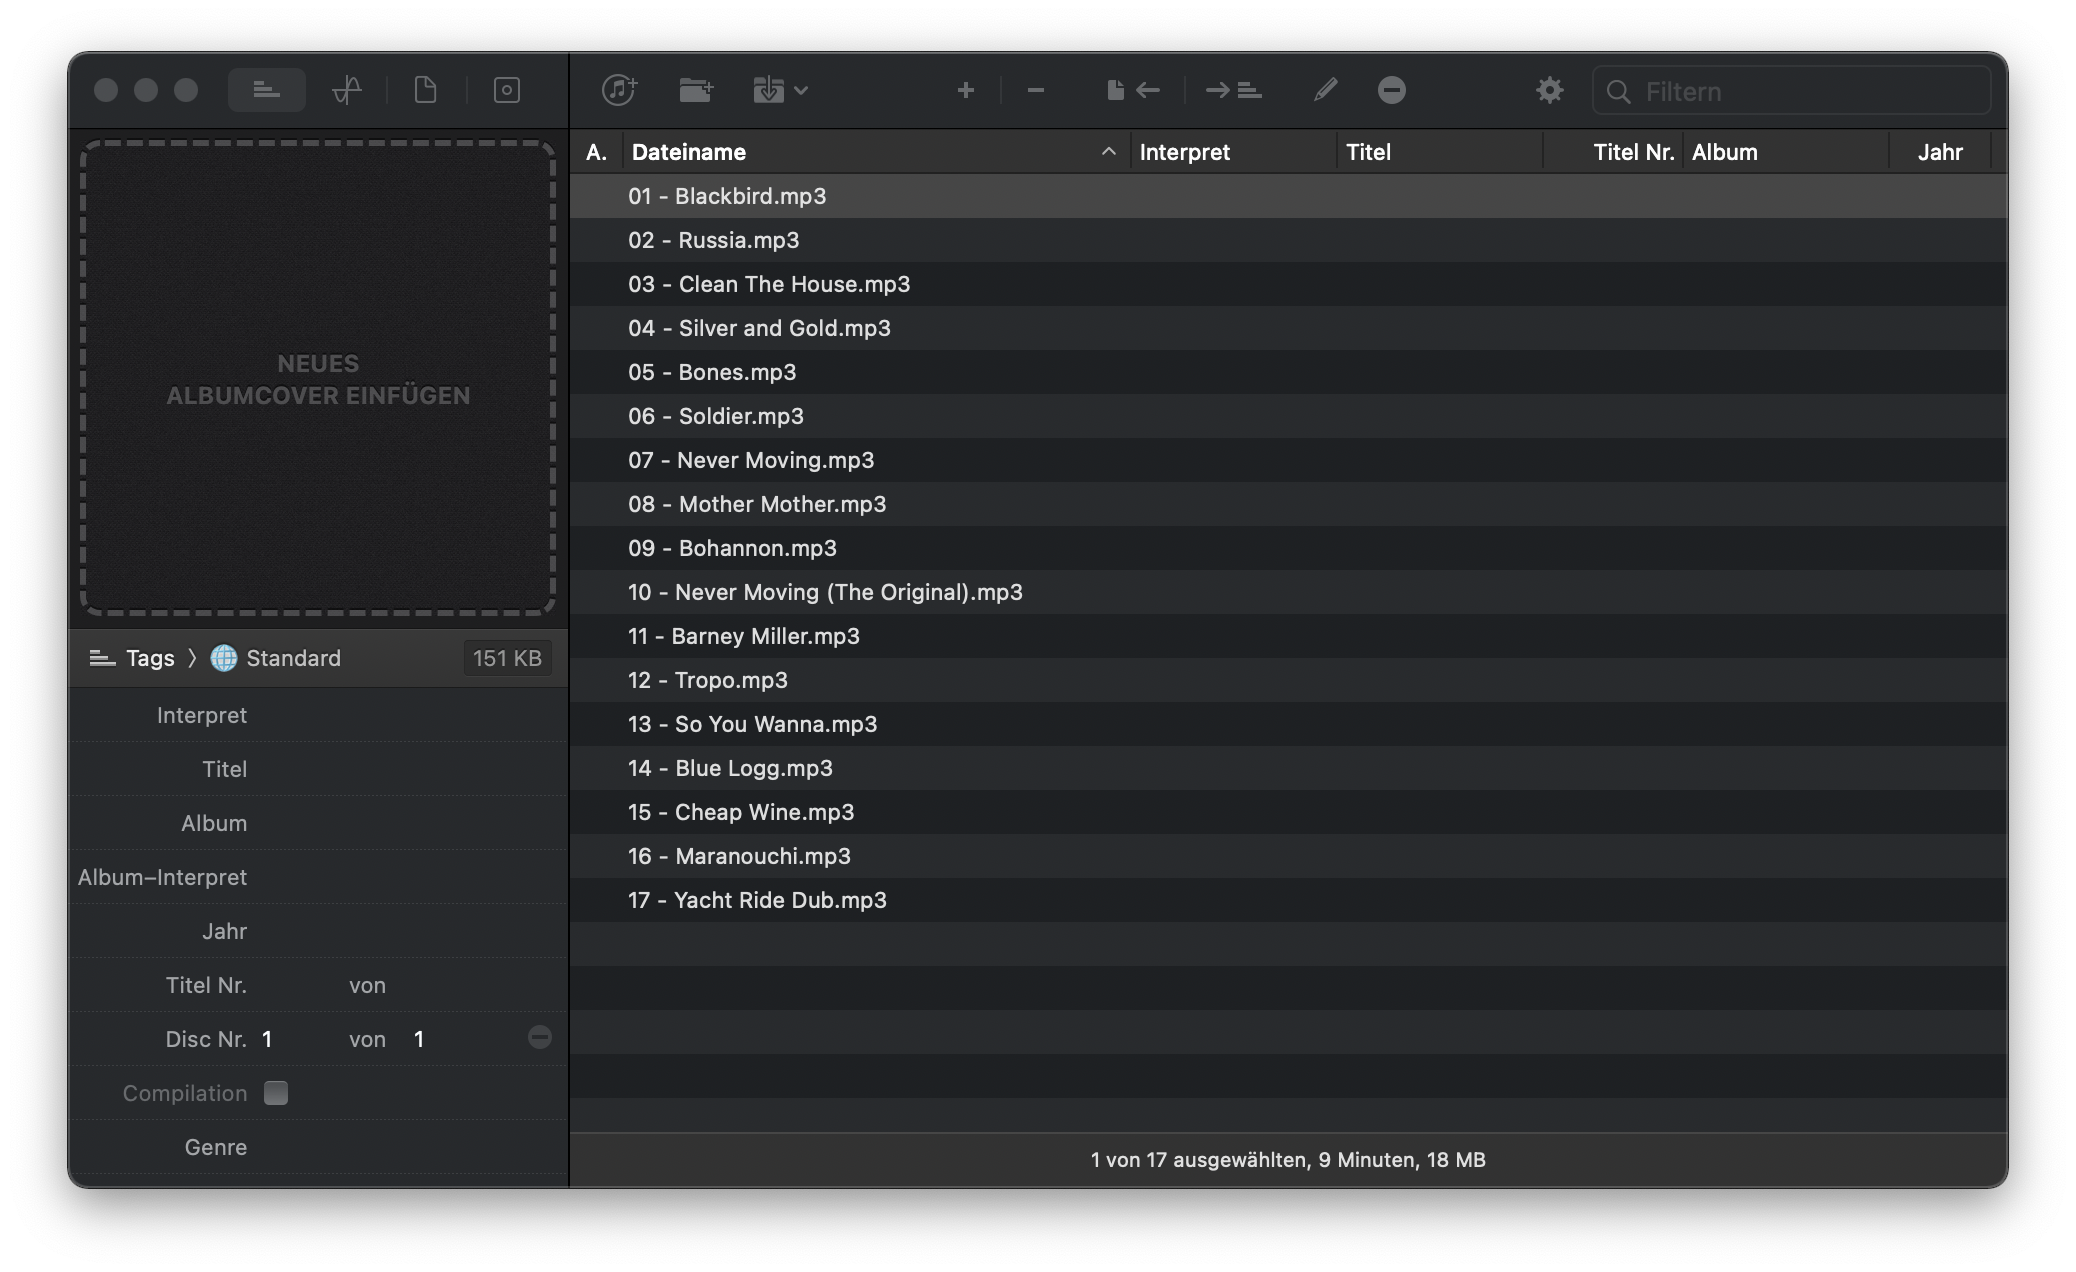 Filtern
NEUES
ALBUMCOVER EINFÜGEN
Tags
Standard
151 KB
Interpret
Titel
Album
Album–Interpret
Jahr
Titel Nr. von
Disc Nr. 1 von 1
Compilation
Genre
A. Dateiname Interpret Titel Titel Nr. Album Jahr
01 - Blackbird.mp3
02 - Russia.mp3
03 - Clean The House.mp3
04 - Silver and Gold.mp3
05 - Bones.mp3
06 - Soldier.mp3
07 - Never Moving.mp3
08 - Mother Mother.mp3
09 - Bohannon.mp3
10 - Never Moving (The Original).mp3
11 - Barney Miller.mp3
12 - Tropo.mp3
13 - So You Wanna.mp3
14 - Blue Logg.mp3
15 - Cheap Wine.mp3
16 - Maranouchi.mp3
17 - Yacht Ride Dub.mp3
1 von 17 ausgewählten, 9 Minuten, 18 MB